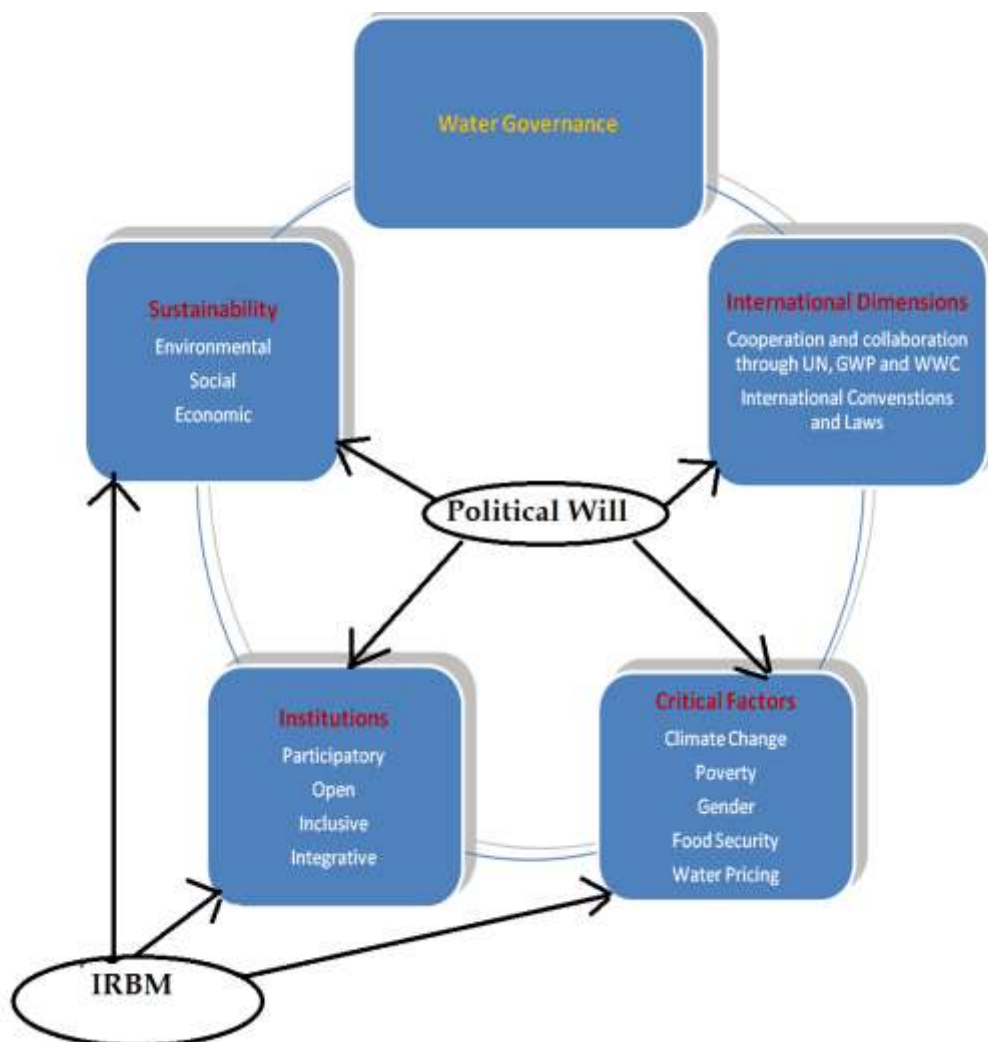 Water Governance
Sustainability
Environmental
Social
Economic
International Dimensions
Cooperation and collaboration
through UN, GWP and WWC
International Convenstions
and Laws
Political Will
Institutions
Participatory
Open
Inclusive
Integrative
Critical Factors
Climate Change
Poverty
Gender
Food Security
Water Pricing
IRBM